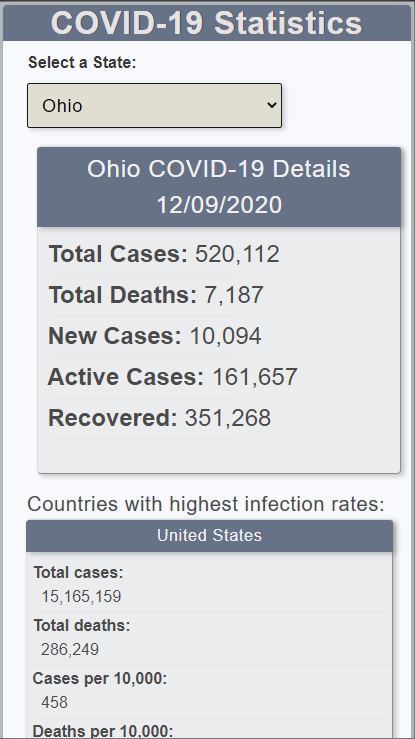 COVID-19 Statistics
Select a State:
Ohio
Ohio COVID-19 Details
12/09/2020
Total Cases: 520,112
Total Deaths: 7,187
New Cases: 10,094
Active Cases: 161,657
Recovered: 351,268
Countries with highest infection rates:
United States
Total cases:
15,165,159
Total deaths:
286,249
Cases per 10,000:
458
Deaths per 10,000: